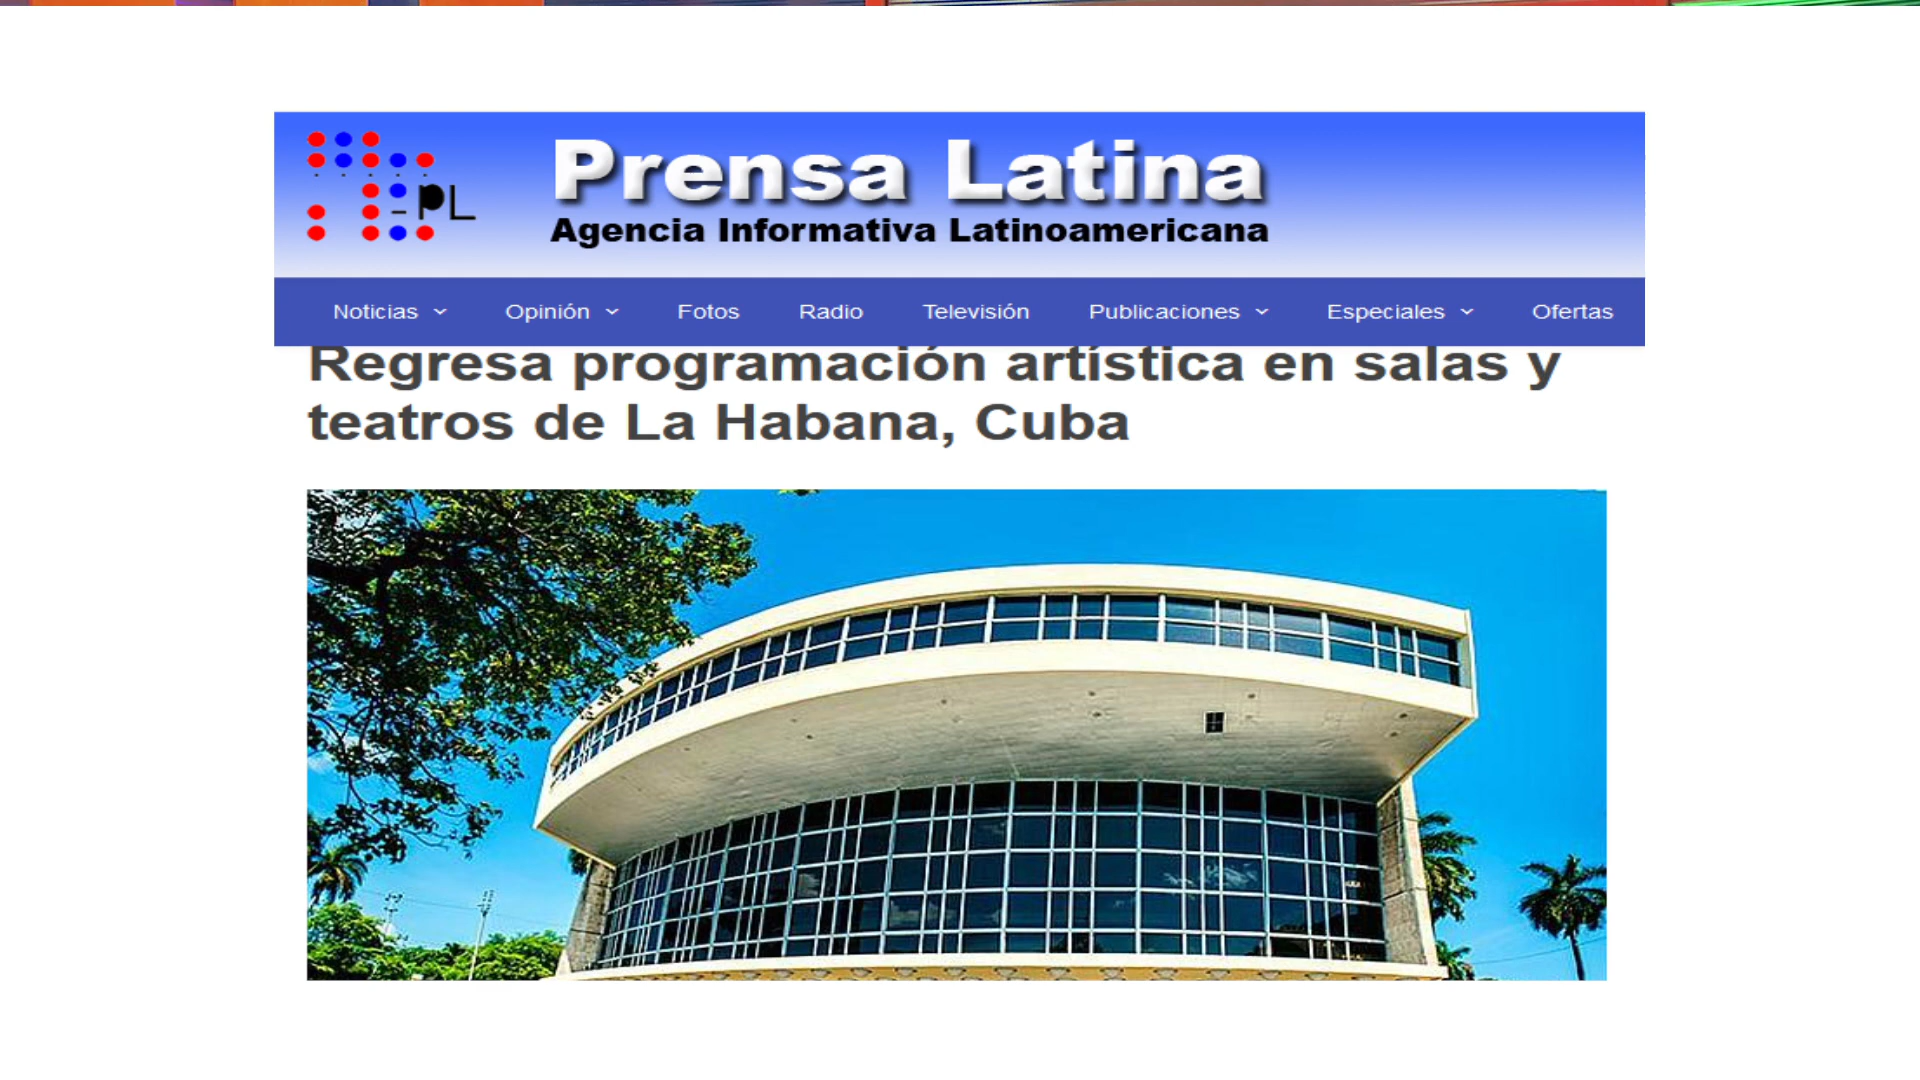 PL
Prensa Latina
Agencia Informativa Latinoamericana
Noticias Opinión Fotos Radio Televisión Publicaciones Especiales Ofertas
Regresa programación artística en salas y
teatros de La Habana, Cuba